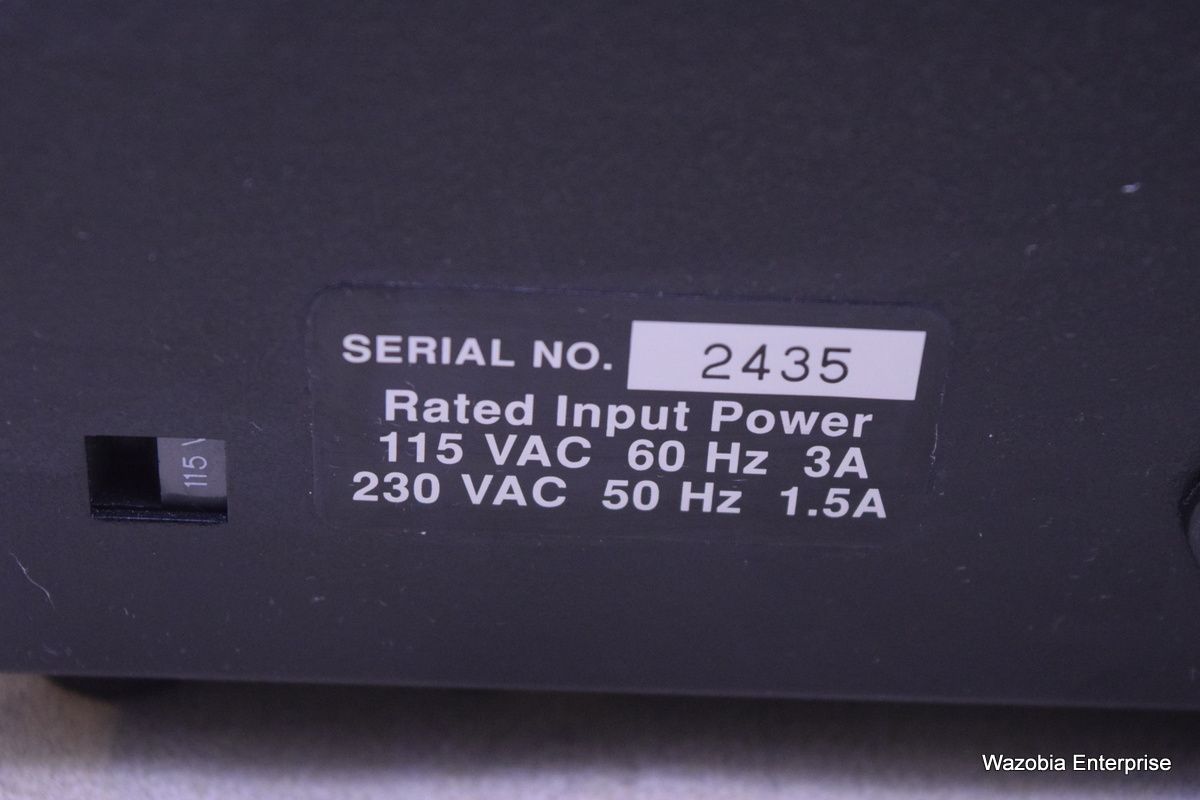 SERIAL NO. 2435
Rated Input Power
115 VAC 60 Hz 3A
230 VAC 50 Hz 1.5A
115 V
Wazobia Enterprise